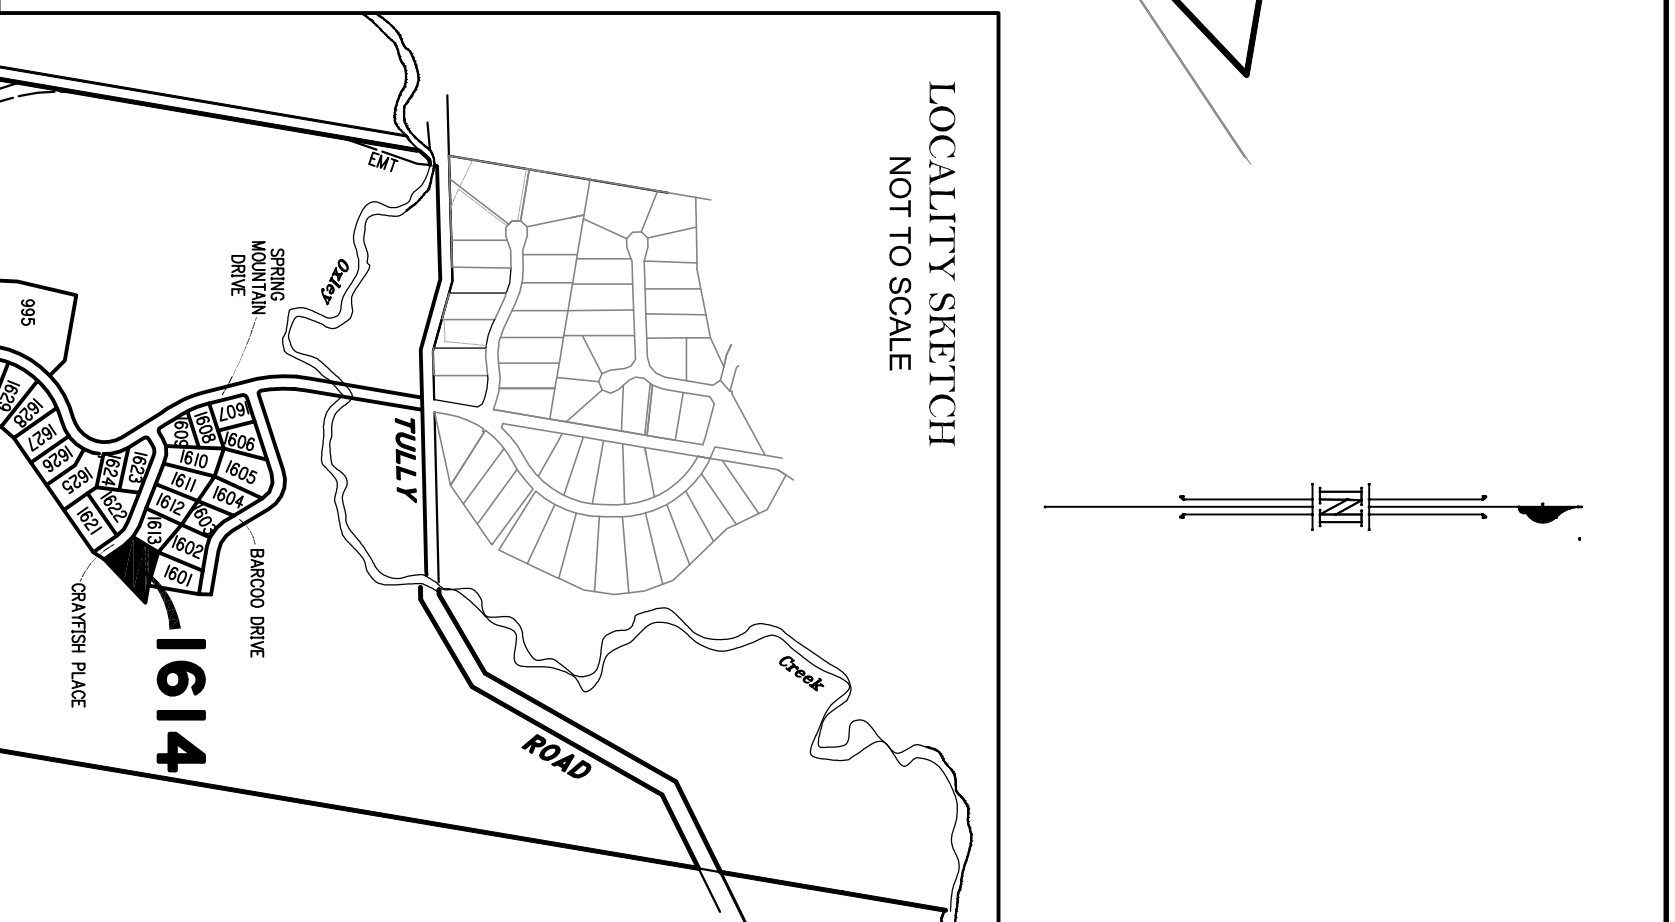 LOCALITY SKETCH
NOT TO SCALE
EMT
SPRING
MOUNTAIN
DRIVE
Oxley
995
TULLY
ROAD
Creek
BARCOO DRIVE
CRAYFISH PLACE
1614
1607
1608
1609
1606
1610
1605
1611
1604
1612
1603
1613
1602
1601
1629
1628
1627
1626
1625
1624
1623
1622
1621
N